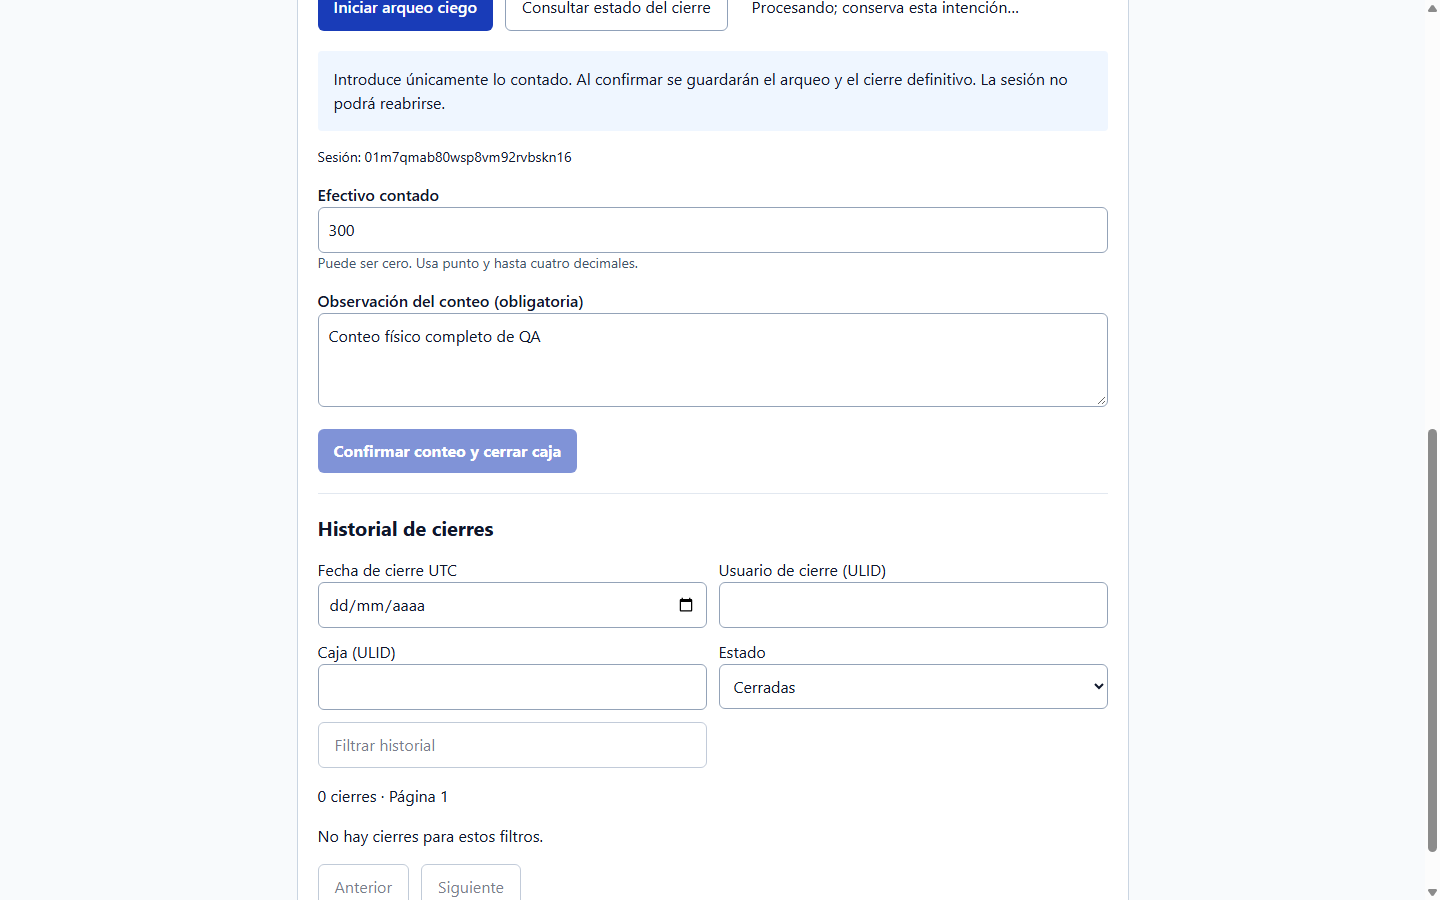 Iniciar arqueo ciego
Consultar estado del cierre
Procesando; conserva esta intención...
Introduce únicamente lo contado. Al confirmar se guardarán el arqueo y el cierre definitivo. La sesión no
podrá reabrirse.
Sesión: 01m7qmab80wsp8vm92rvbskn16
Efectivo contado
300
Puede ser cero. Usa punto y hasta cuatro decimales.
Observación del conteo (obligatoria)
Conteo físico completo de QA
Confirmar conteo y cerrar caja
Historial de cierres
Fecha de cierre UTC
Usuario de cierre (ULID)
dd/mm/aaaa
Caja (ULID)
Estado
Cerradas
Filtrar historial
0 cierres · Página 1
No hay cierres para estos filtros.
Anterior
Siguiente